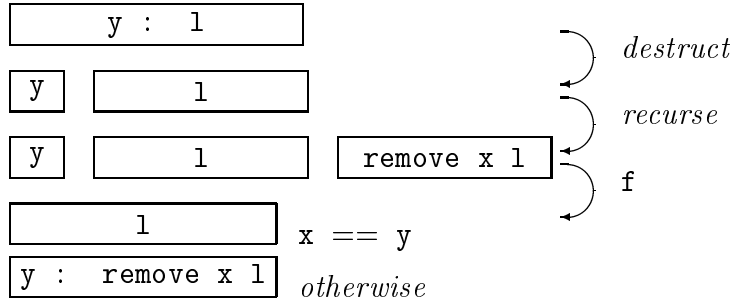 y : l
destruct
y l
recurse
y l remove x l
f
l x == y
y : remove x l otherwise